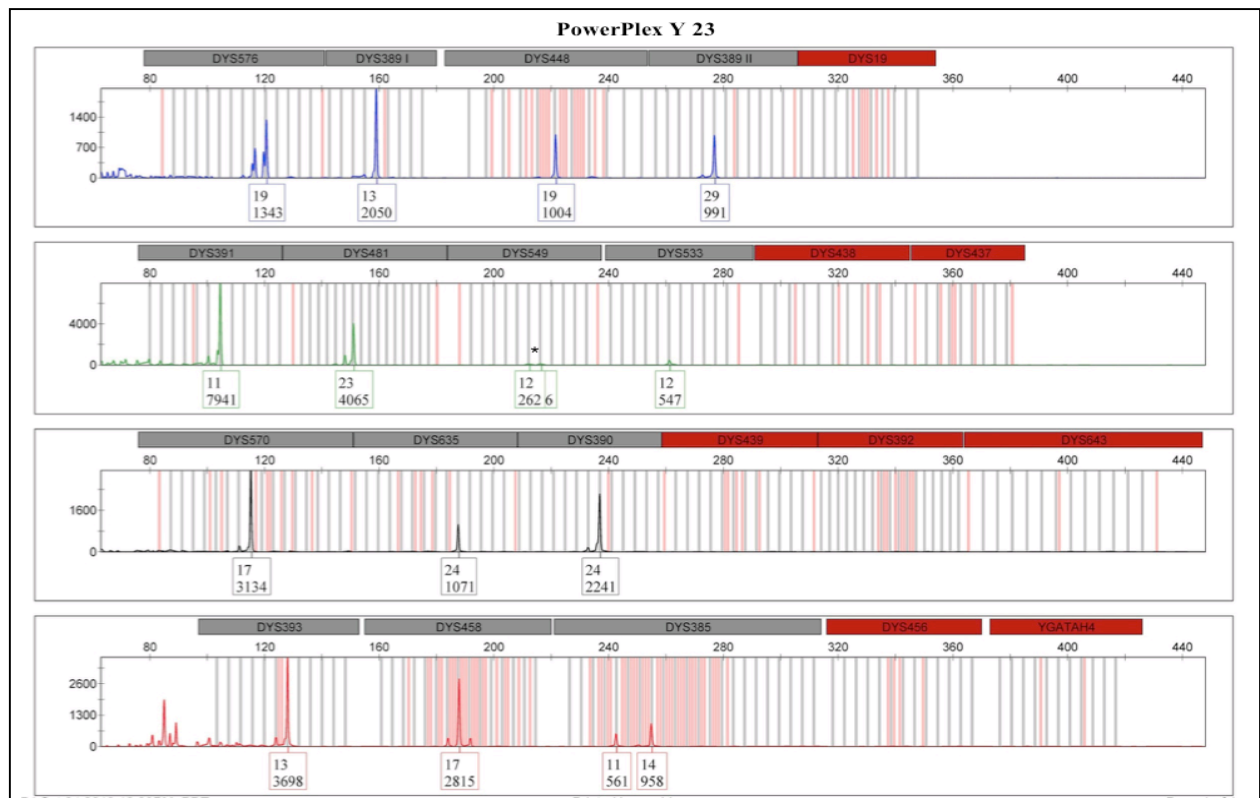 PowerPlex Y 23
DYS576 DYS389 I DYS448 DYS389 II DYS19
80 120 160 200 240 280 320 360 400 440
1400
700
0
19 13 19 29
1343 2050 1004 991
DYS391 DYS481 DYS549 DYS533 DYS438 DYS437
80 120 160 200 240 280 320 360 400 440
4000
0
*
11 23 12 12
7941 4065 262 6 547
DYS570 DYS635 DYS390 DYS439 DYS392 DYS643
80 120 160 200 240 280 320 360 400 440
1600
0
17 24 24
3134 1071 2241
DYS393 DYS458 DYS385 DYS456 YGATAH4
80 120 160 200 240 280 320 360 400 440
2600
1300
0
13 17 11 14
3698 2815 561 958